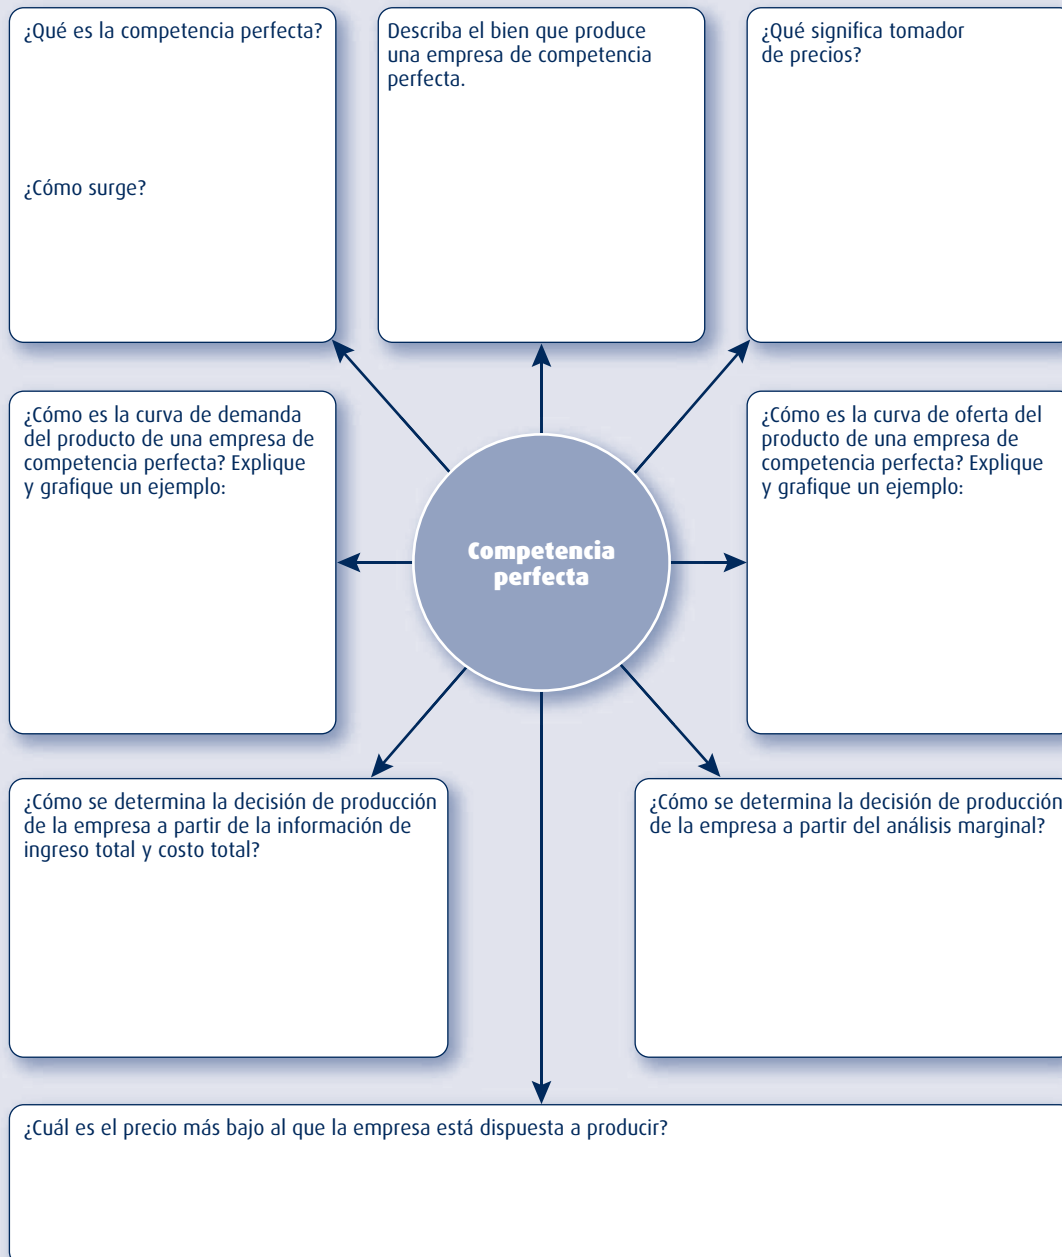 ¿Qué es la competencia perfecta?
¿Cómo surge?
Describa el bien que produce
una empresa de competencia
perfecta.
¿Qué significa tomador
de precios?
¿Cómo es la curva de demanda
del producto de una empresa de
competencia perfecta? Explique
y grafique un ejemplo:
Competencia
perfecta
¿Cómo es la curva de oferta del
producto de una empresa de
competencia perfecta? Explique
y grafique un ejemplo:
¿Cómo se determina la decisión de producción
de la empresa a partir de la información de
ingreso total y costo total?
¿Cómo se determina la decisión de producción
de la empresa a partir del análisis marginal?
¿Cuál es el precio más bajo al que la empresa está dispuesta a producir?